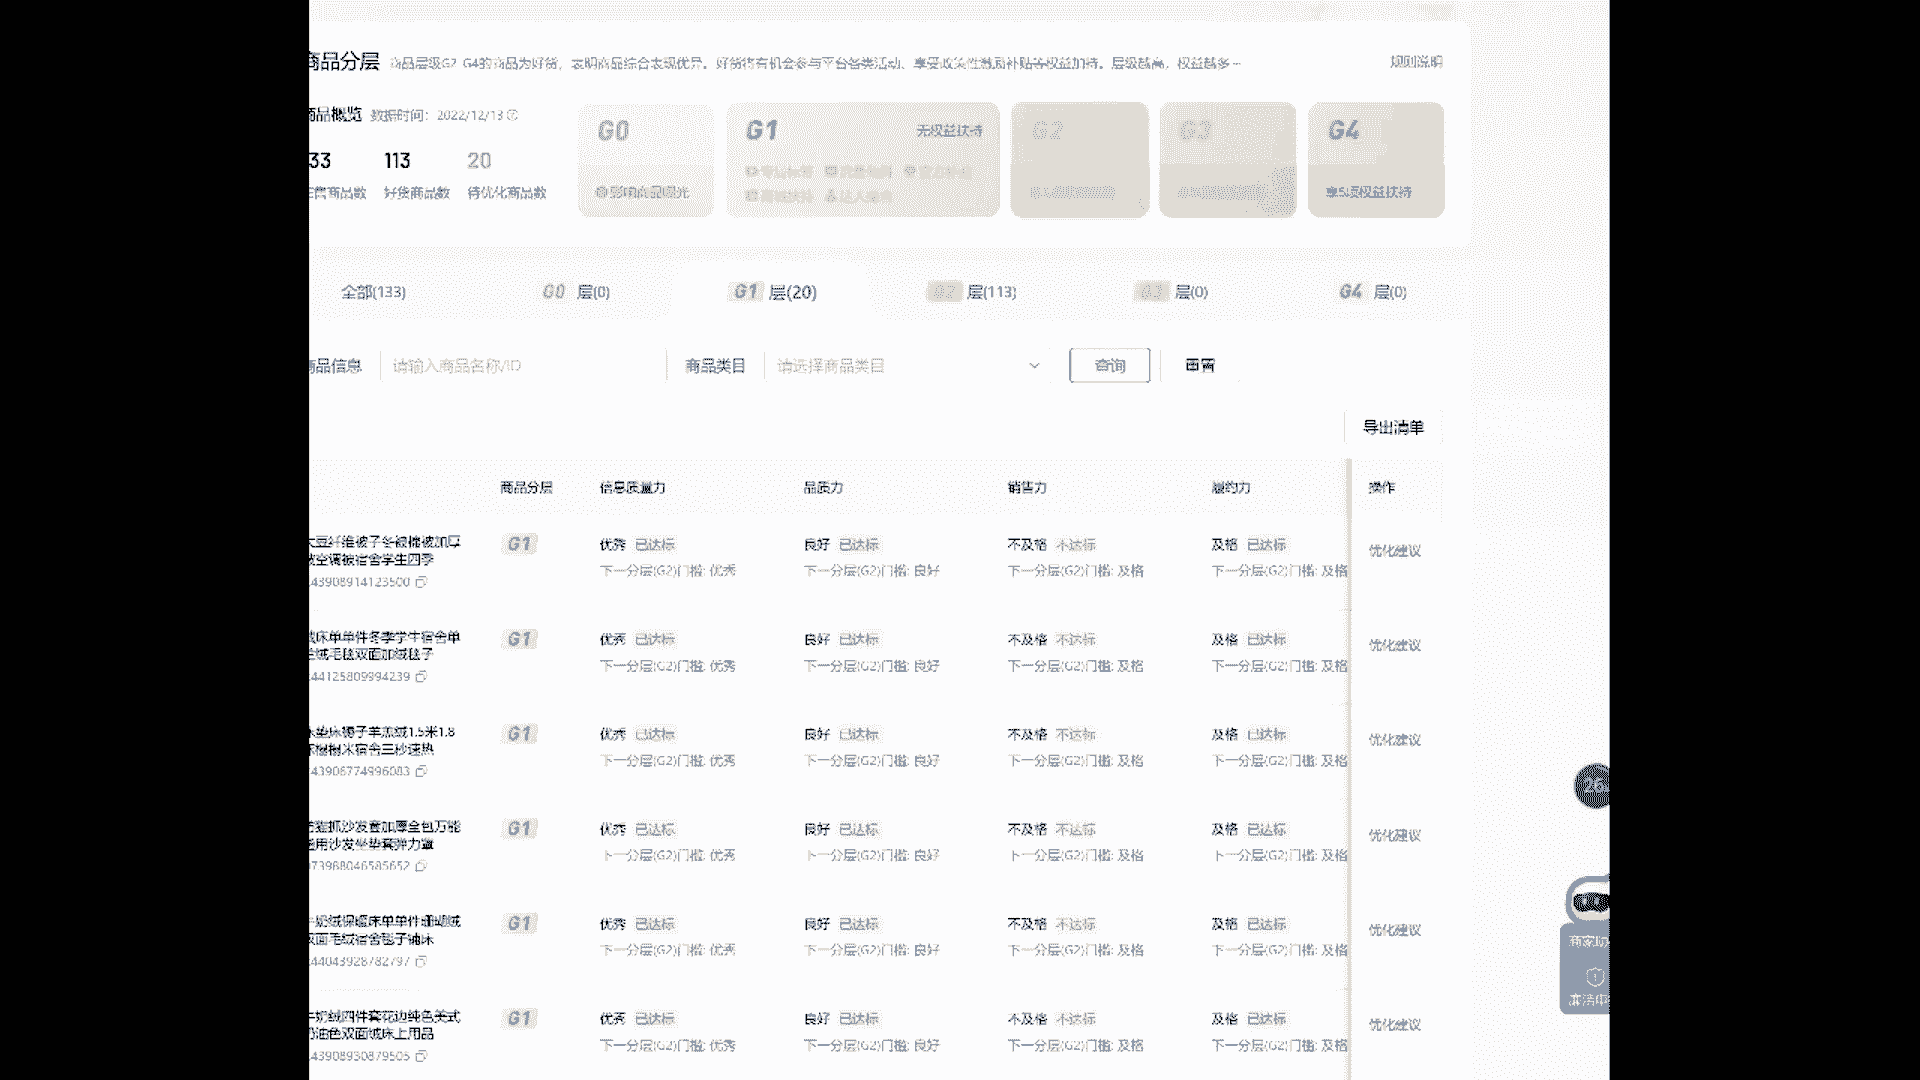 商品分层 商品层级G2-G4的商品为好货，表明商品综合表现优异。好货将有机会参与平台各类活动、享受政策性激励补贴等权益加持。层级越高，权益越多~
规则说明
商品概览 数据时间：2022/12/13
33 113 20
售商品数 好货商品数 待优化商品数
G0
影响商品曝光
G1 无权益扶持
G2
G3
G4
享5项权益扶持
全部(133) G0 层(0) G1 层(20) G2 层(113) G3 层(0) G4 层(0)
商品信息 请输入商品名称/ID 商品类目 请选择商品类目 查询 重置
导出清单
商品分层 信息质量力 品质力 销售力 履约力 操作
大豆纤维被子冬被棉被加厚
被空调被宿舍学生四季
43908914123500
G1 优秀 已达标 良好 已达标 不及格 不达标 及格 已达标 优化建议
下一分层(G2)门槛: 优秀 下一分层(G2)门槛: 良好 下一分层(G2)门槛: 及格 下一分层(G2)门槛: 及格
绒床单单件冬季学生宿舍单
绒毛毯双面加绒毯子
44125809994239
G1 优秀 已达标 良好 已达标 不及格 不达标 及格 已达标 优化建议
下一分层(G2)门槛: 优秀 下一分层(G2)门槛: 良好 下一分层(G2)门槛: 及格 下一分层(G2)门槛: 及格
床垫床褥子羊羔绒1.5米1.8
床榻榻米宿舍三秒速热
43906774996083
G1 优秀 已达标 良好 已达标 不及格 不达标 及格 已达标 优化建议
下一分层(G2)门槛: 优秀 下一分层(G2)门槛: 良好 下一分层(G2)门槛: 及格 下一分层(G2)门槛: 及格
猫抓沙发套加厚全包万能
通用沙发坐垫套弹力罩
73988046585652
G1 优秀 已达标 良好 已达标 不及格 不达标 及格 已达标 优化建议
下一分层(G2)门槛: 优秀 下一分层(G2)门槛: 良好 下一分层(G2)门槛: 及格 下一分层(G2)门槛: 及格
牛奶绒保暖床单单件珊瑚绒
双面毛绒宿舍毯子铺床
44043928782797
G1 优秀 已达标 良好 已达标 不及格 不达标 及格 已达标 优化建议
下一分层(G2)门槛: 优秀 下一分层(G2)门槛: 良好 下一分层(G2)门槛: 及格 下一分层(G2)门槛: 及格
牛奶绒四件套花边纯色美式
奶油色双面绒床上用品
43908930879505
G1 优秀 已达标 良好 已达标 不及格 不达标 及格 已达标 优化建议
下一分层(G2)门槛: 优秀 下一分层(G2)门槛: 良好 下一分层(G2)门槛: 及格 下一分层(G2)门槛: 及格
商家助
廉洁申